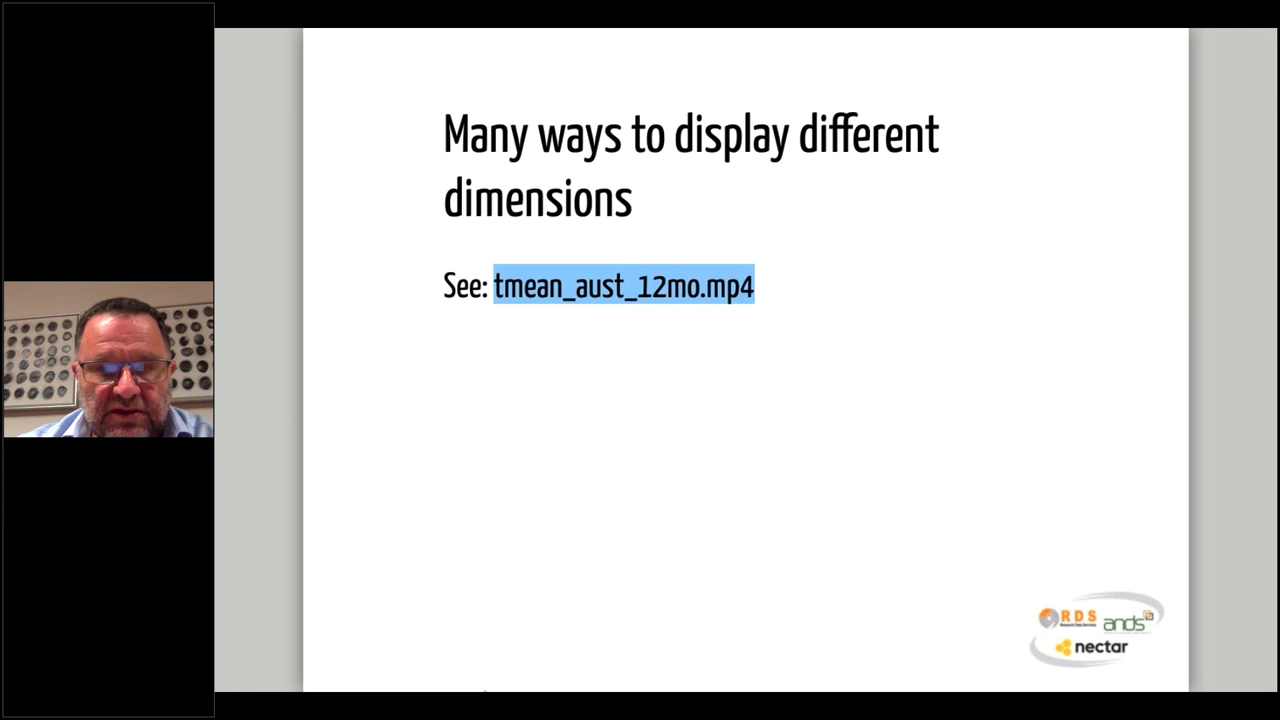 Many ways to display different
dimensions
See: tmean_aust_12mo.mp4
RDS
ands
nectar